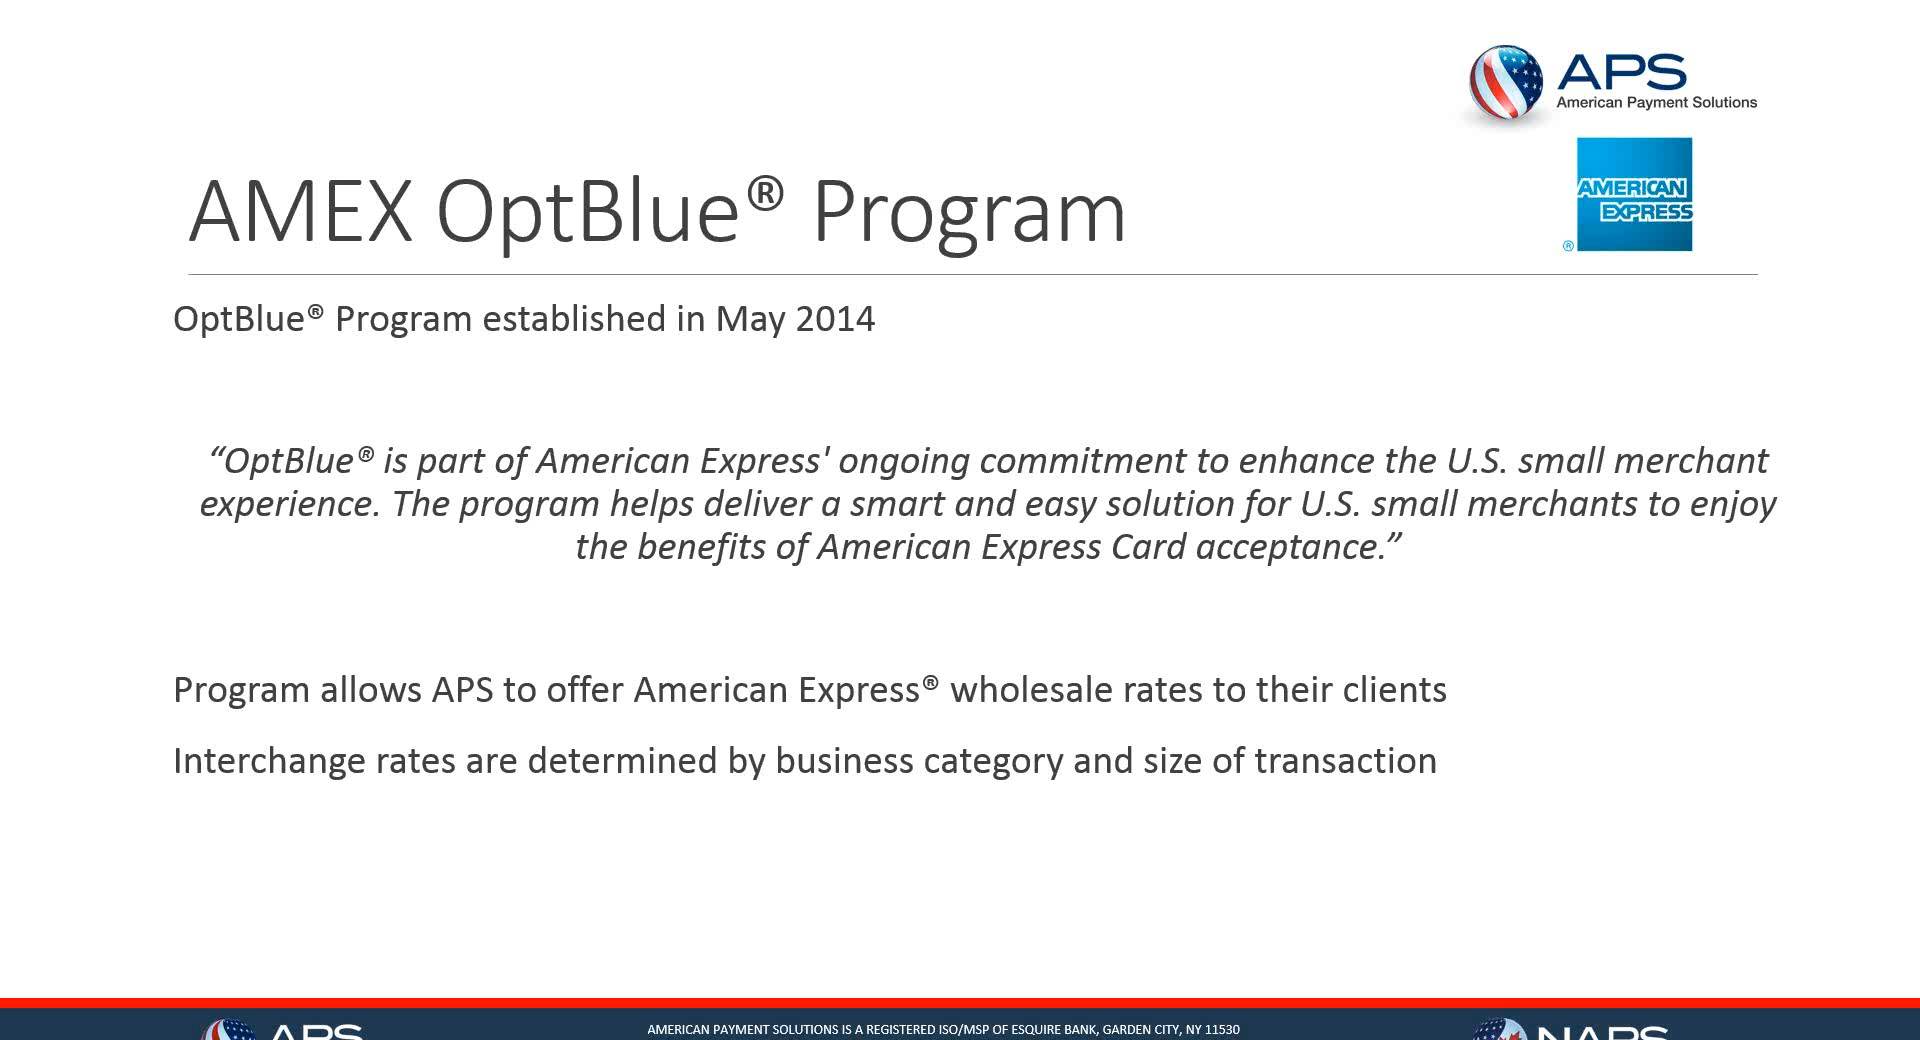 APS
American Payment Solutions
AMERICAN
EXPRESS
®
AMEX OptBlue® Program
OptBlue® Program established in May 2014
“OptBlue® is part of American Express' ongoing commitment to enhance the U.S. small merchant
experience. The program helps deliver a smart and easy solution for U.S. small merchants to enjoy
the benefits of American Express Card acceptance.”
Program allows APS to offer American Express® wholesale rates to their clients
Interchange rates are determined by business category and size of transaction
APS
AMERICAN PAYMENT SOLUTIONS IS A REGISTERED ISO/MSP OF ESQUIRE BANK, GARDEN CITY, NY 11530
NAPS